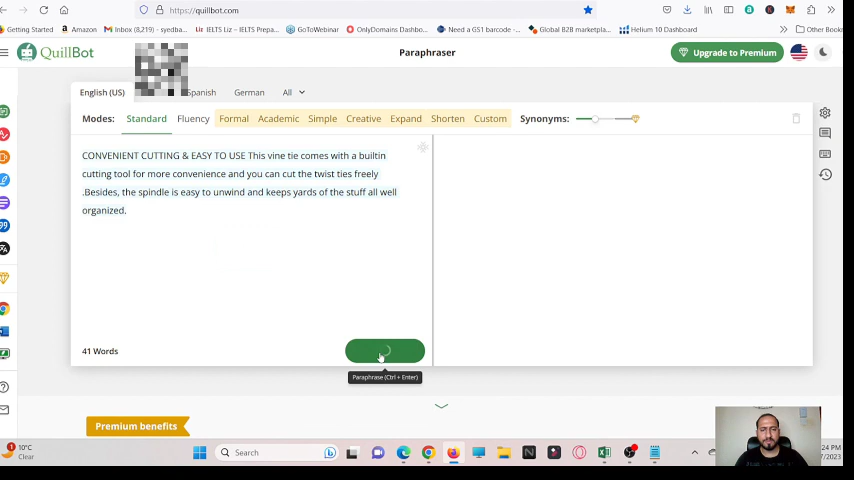 https://quillbot.com
Getting Started
Amazon
Inbox (8,219) - syedba...
IELTS Liz – IELTS Prepa...
GoToWebinar
OnlyDomains Dashbo...
Need a GS1 barcode -...
Global B2B marketpla...
Helium 10 Dashboard
Other Book
QuillBot
Paraphraser
Upgrade to Premium
English (US)
Spanish
German
All
Modes:
Standard
Fluency
Formal
Academic
Simple
Creative
Expand
Shorten
Custom
Synonyms:
CONVENIENT CUTTING & EASY TO USE This vine tie comes with a builtin
cutting tool for more convenience and you can cut the twist ties freely
.Besides, the spindle is easy to unwind and keeps yards of the stuff all well
organized.
41 Words
Paraphrase (Ctrl + Enter)
Premium benefits
10°C
Clear
Search